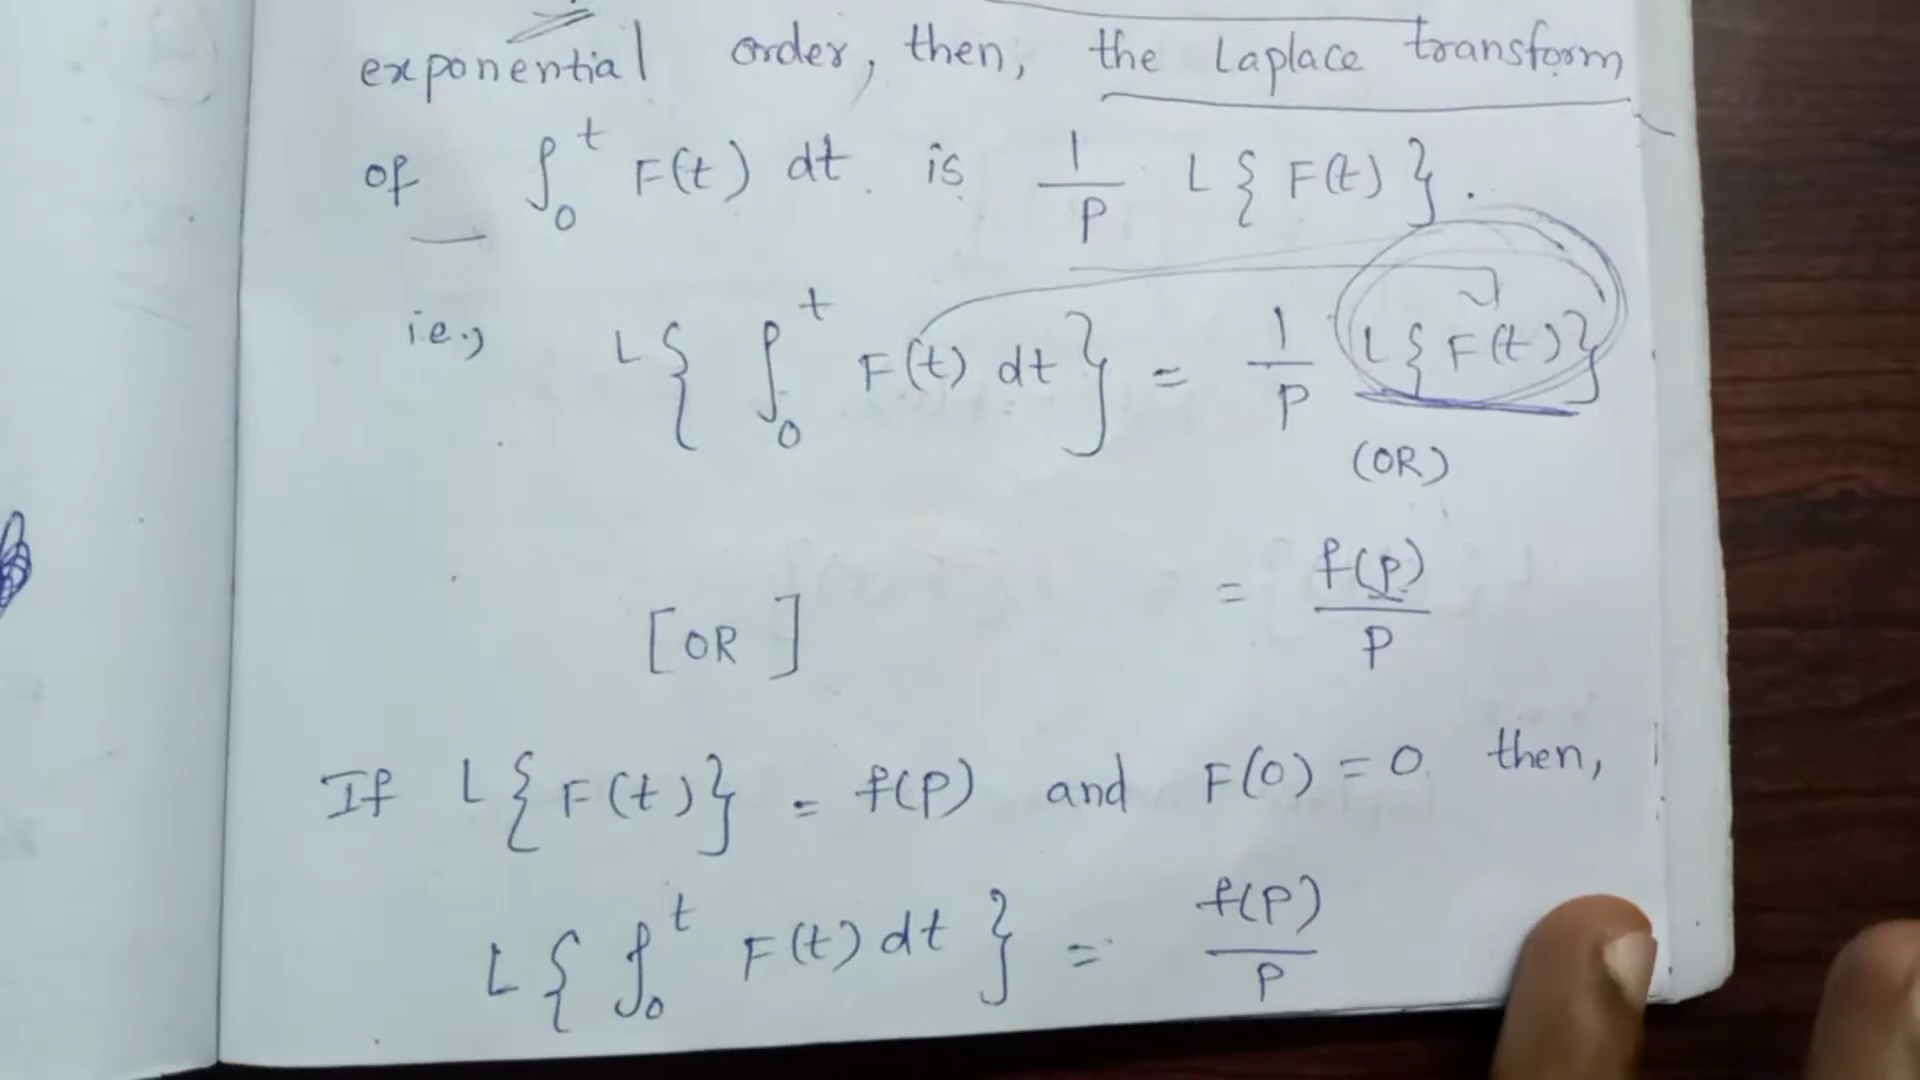 exponential order, then, the Laplace transform
of ∫₀ᵗ F(t) dt is 1/P L{F(t)}.
i.e., L{∫₀ᵗ F(t) dt} = 1/P L{F(t)}
(OR)
= f(p)/P
[OR]
If L{F(t)} = f(p) and F(0) = 0 then,
L{∫₀ᵗ F(t) dt} = f(p)/P